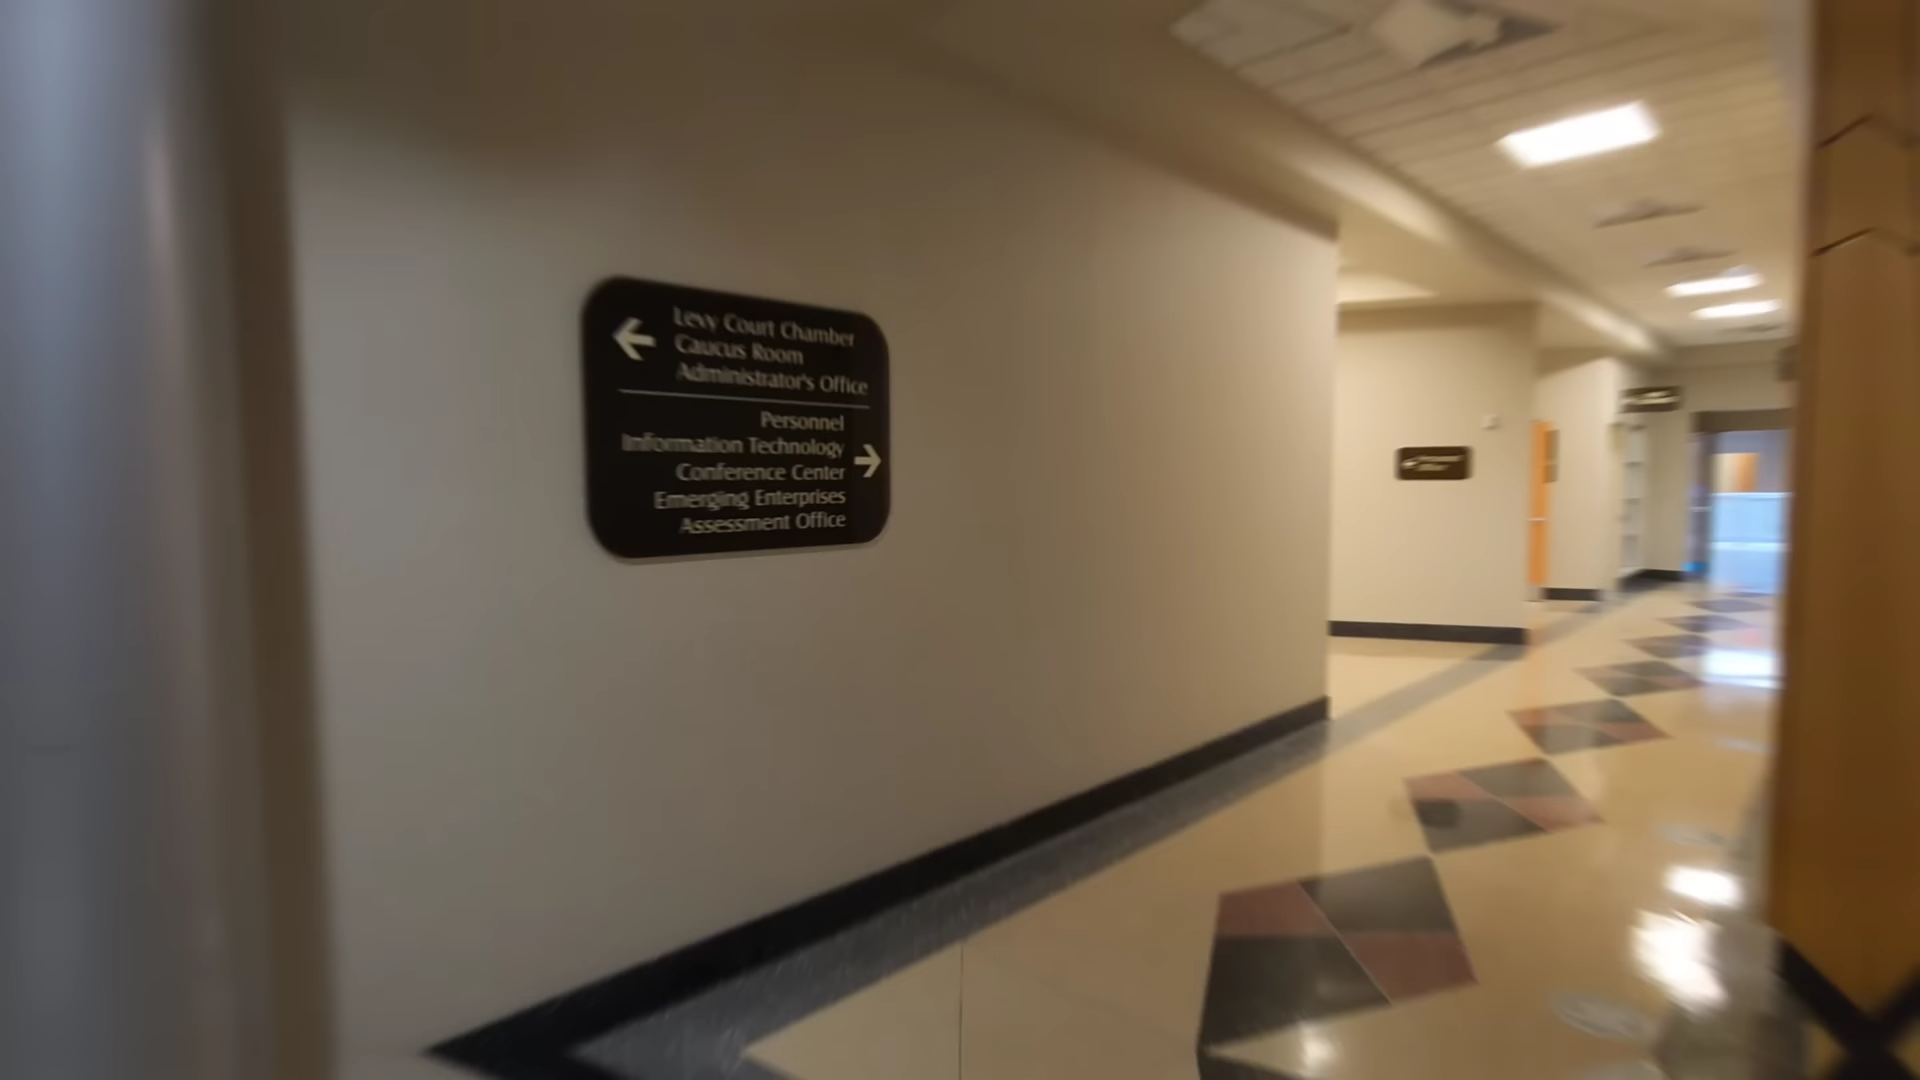 Levy Court Chamber
Caucus Room
Administrator's Office
Personnel
Information Technology
Conference Center
Emerging Enterprises
Assessment Office